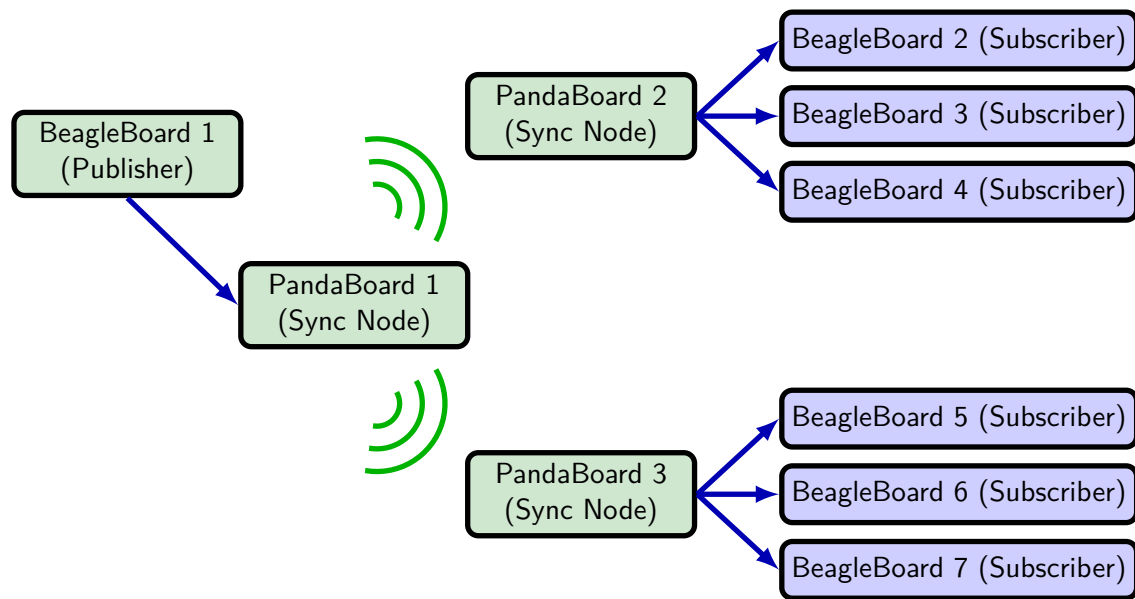 BeagleBoard 1
(Publisher)
PandaBoard 1
(Sync Node)
PandaBoard 2
(Sync Node)
BeagleBoard 2 (Subscriber)
BeagleBoard 3 (Subscriber)
BeagleBoard 4 (Subscriber)
PandaBoard 3
(Sync Node)
BeagleBoard 5 (Subscriber)
BeagleBoard 6 (Subscriber)
BeagleBoard 7 (Subscriber)